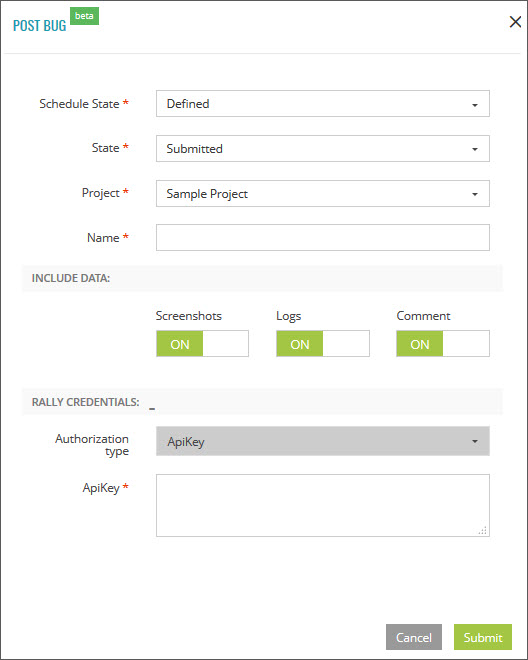 POST BUG beta
Schedule State * Defined
State * Submitted
Project * Sample Project
Name *
INCLUDE DATA:
Screenshots Logs Comment
ON ON ON
RALLY CREDENTIALS: _
Authorization
type
ApiKey
ApiKey *
Cancel Submit